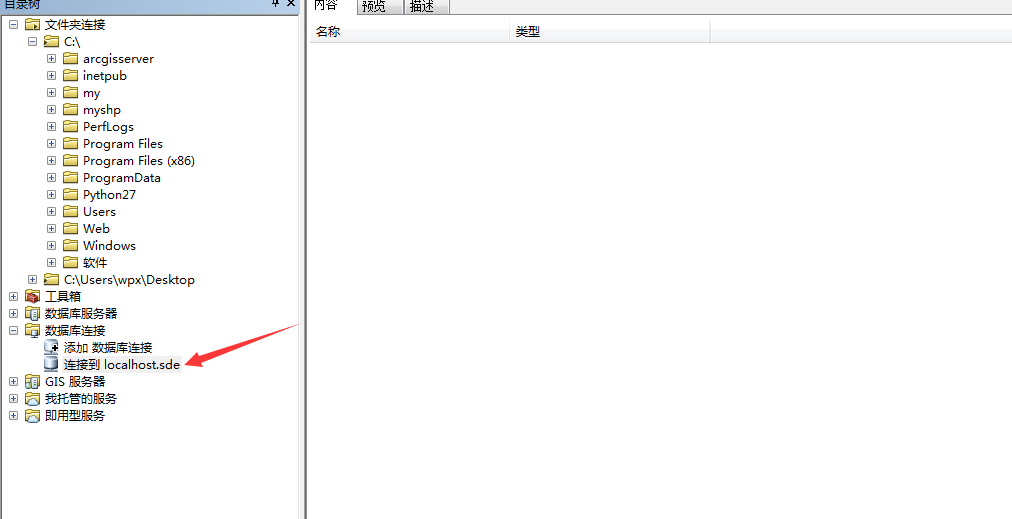 目录树
文件夹连接
C:\
arcgisserver
inetpub
my
myshp
PerfLogs
Program Files
Program Files (x86)
ProgramData
Python27
Users
Web
Windows
软件
C:\Users\wpx\Desktop
工具箱
数据库服务器
数据库连接
添加 数据库连接
连接到 localhost.sde
GIS 服务器
我托管的服务
即用型服务
内容 预览 描述
名称 类型